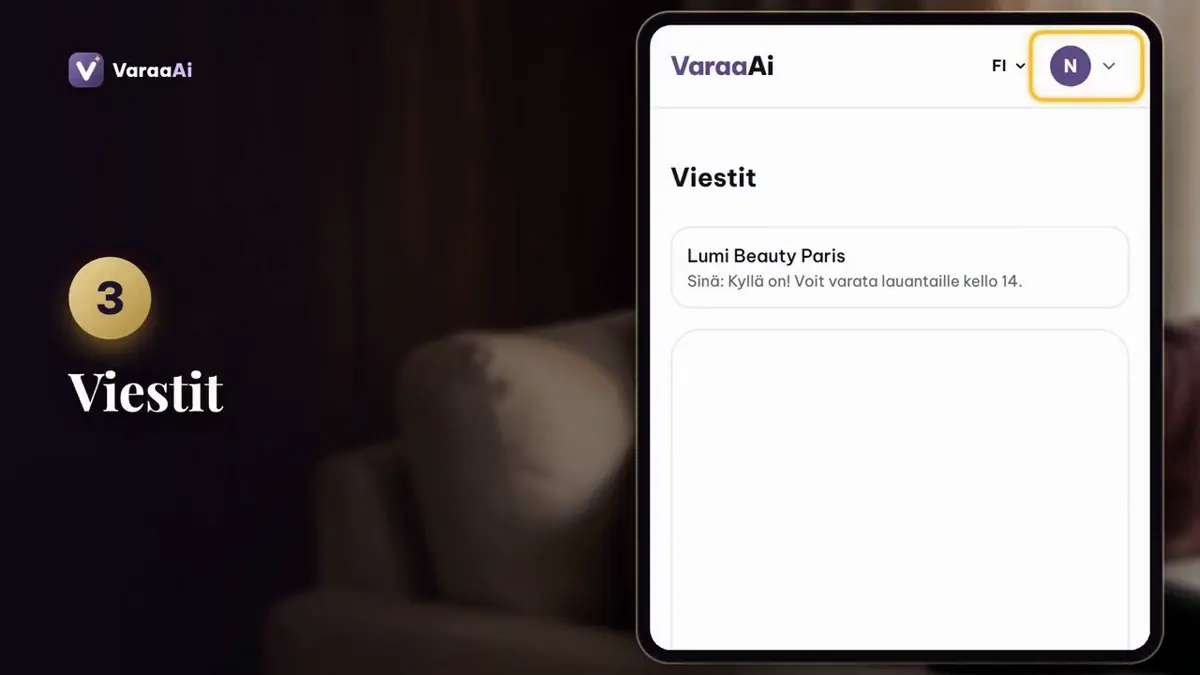 VaraaAi
3
Viestit
VaraaAi
FI
N
Viestit
Lumi Beauty Paris
Sinä: Kyllä on! Voit varata lauantaille kello 14.